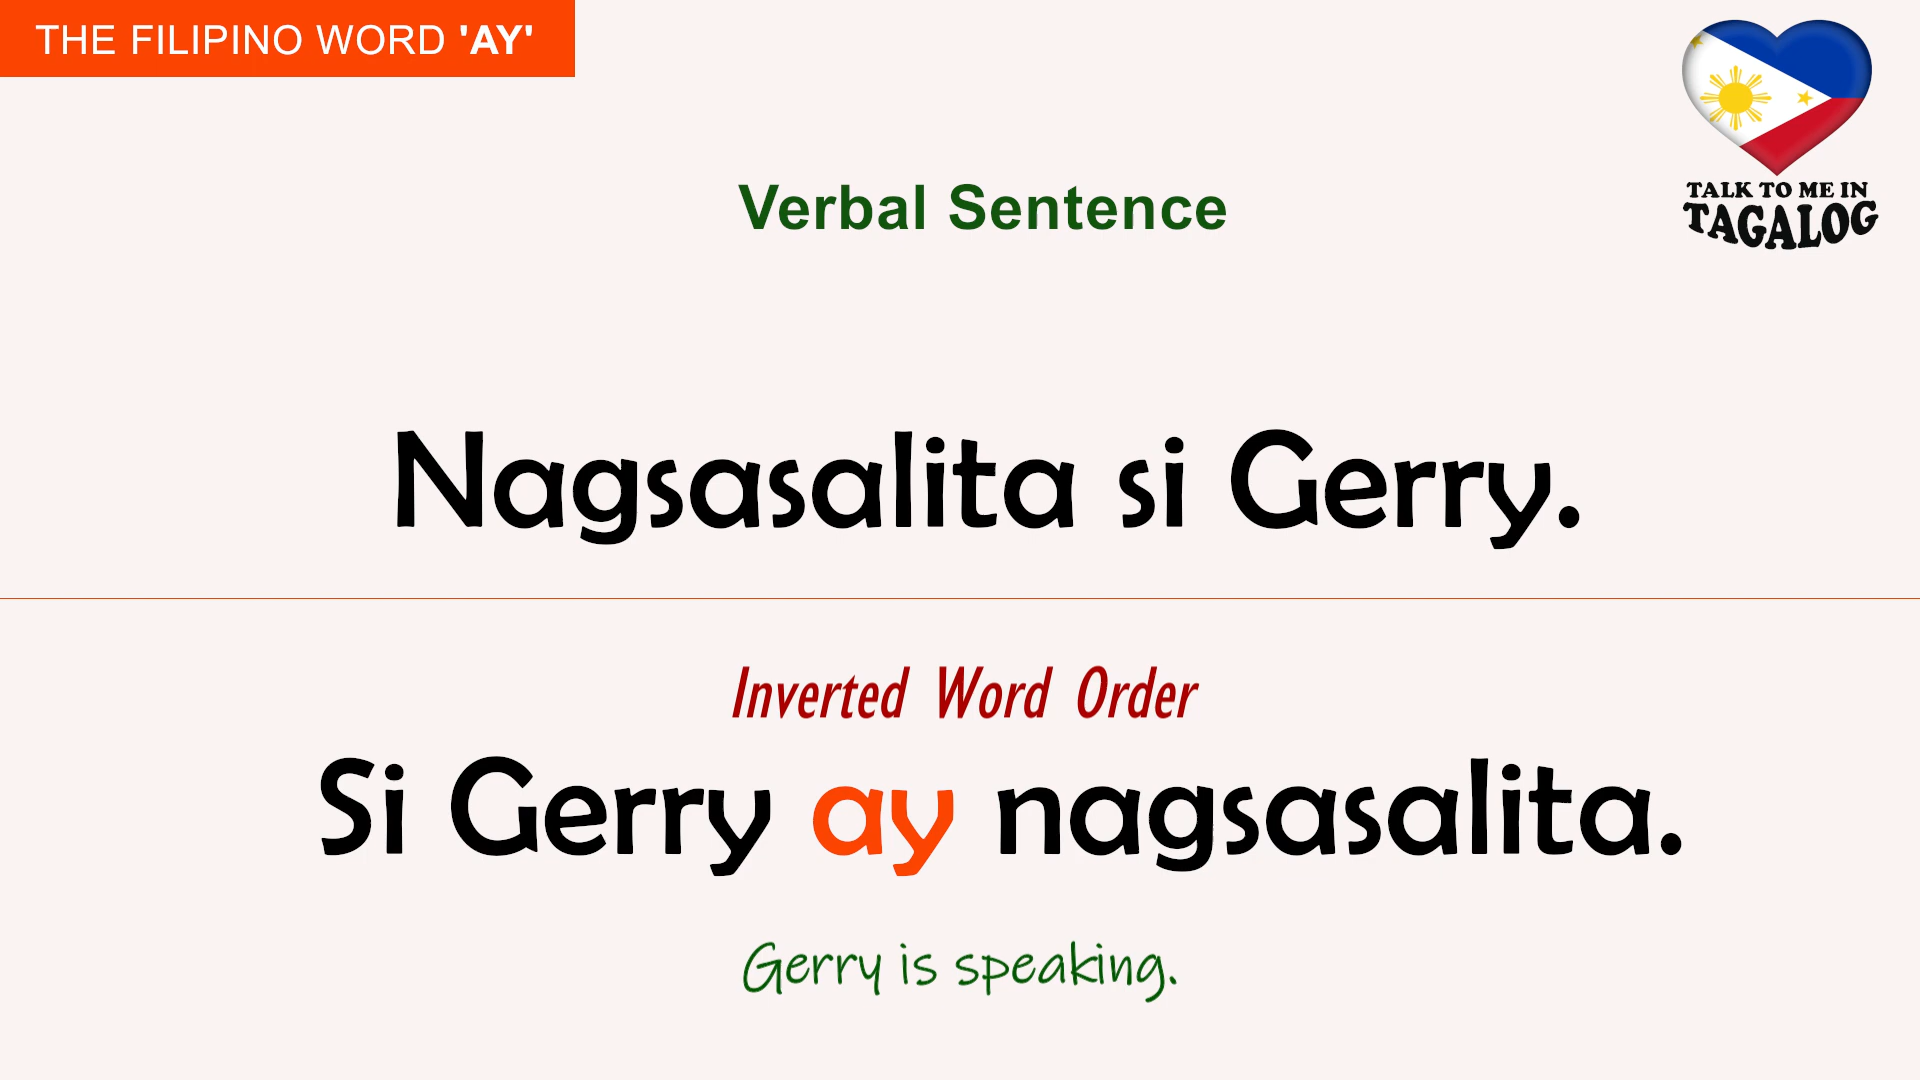 THE FILIPINO WORD 'AY'
TALK TO ME IN
TAGALOG
Verbal Sentence
Nagsasalita si Gerry.
Inverted Word Order
Si Gerry ay nagsasalita.
Gerry is speaking.